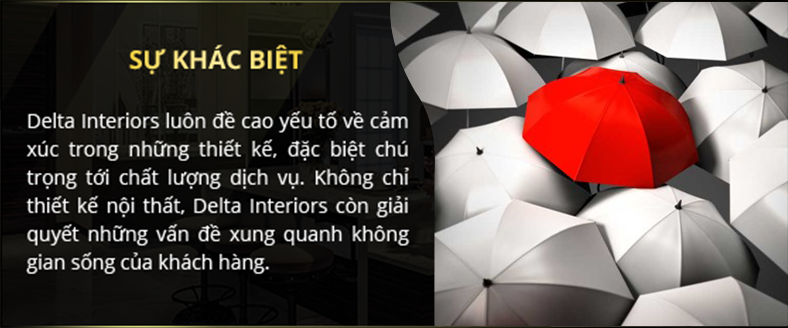 SỰ KHÁC BIỆT
Delta Interiors luôn đề cao yếu tố về cảm
xúc trong những thiết kế, đặc biệt chú
trọng tới chất lượng dịch vụ. Không chỉ
thiết kế nội thất, Delta Interiors còn giải
quyết những vấn đề xung quanh không
gian sống của khách hàng.